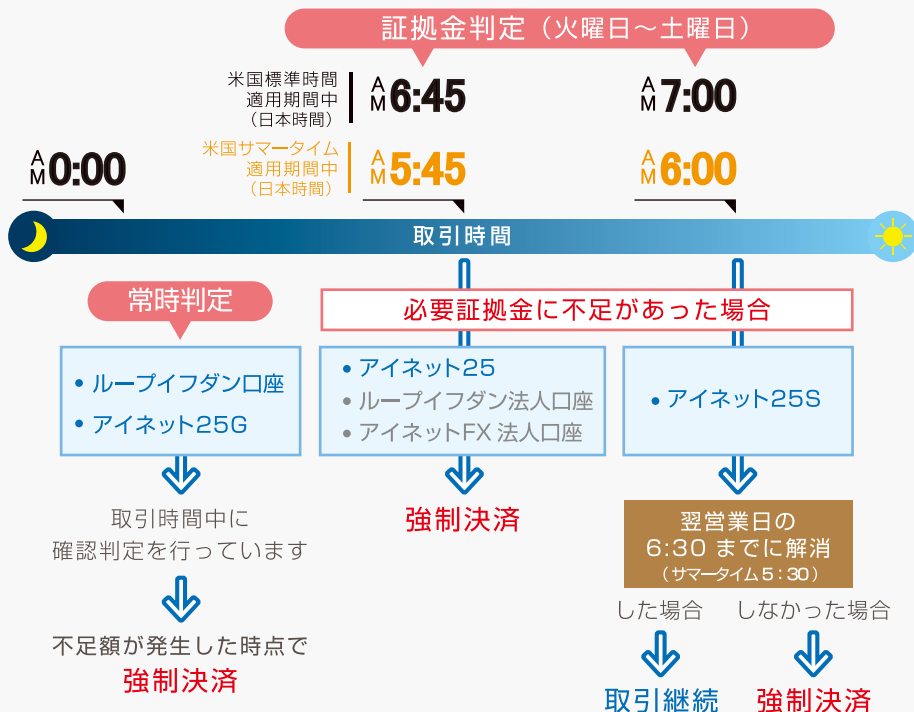 証拠金判定（火曜日〜土曜日）
米国標準時間
適用期間中
（日本時間）
AM 6:45
AM 7:00
米国サマータイム
適用期間中
（日本時間）
AM 0:00
AM 5:45
AM 6:00
取引時間
常時判定
• ループイフダン口座
• アイネット25G
取引時間中に
確認判定を行っています
不足額が発生した時点で
強制決済
必要証拠金に不足があった場合
• アイネット25
• ループイフダン法人口座
• アイネットFX 法人口座
強制決済
• アイネット25S
翌営業日の
6:30 までに解消
（サマータイム 5：30）
した場合
しなかった場合
取引継続
強制決済